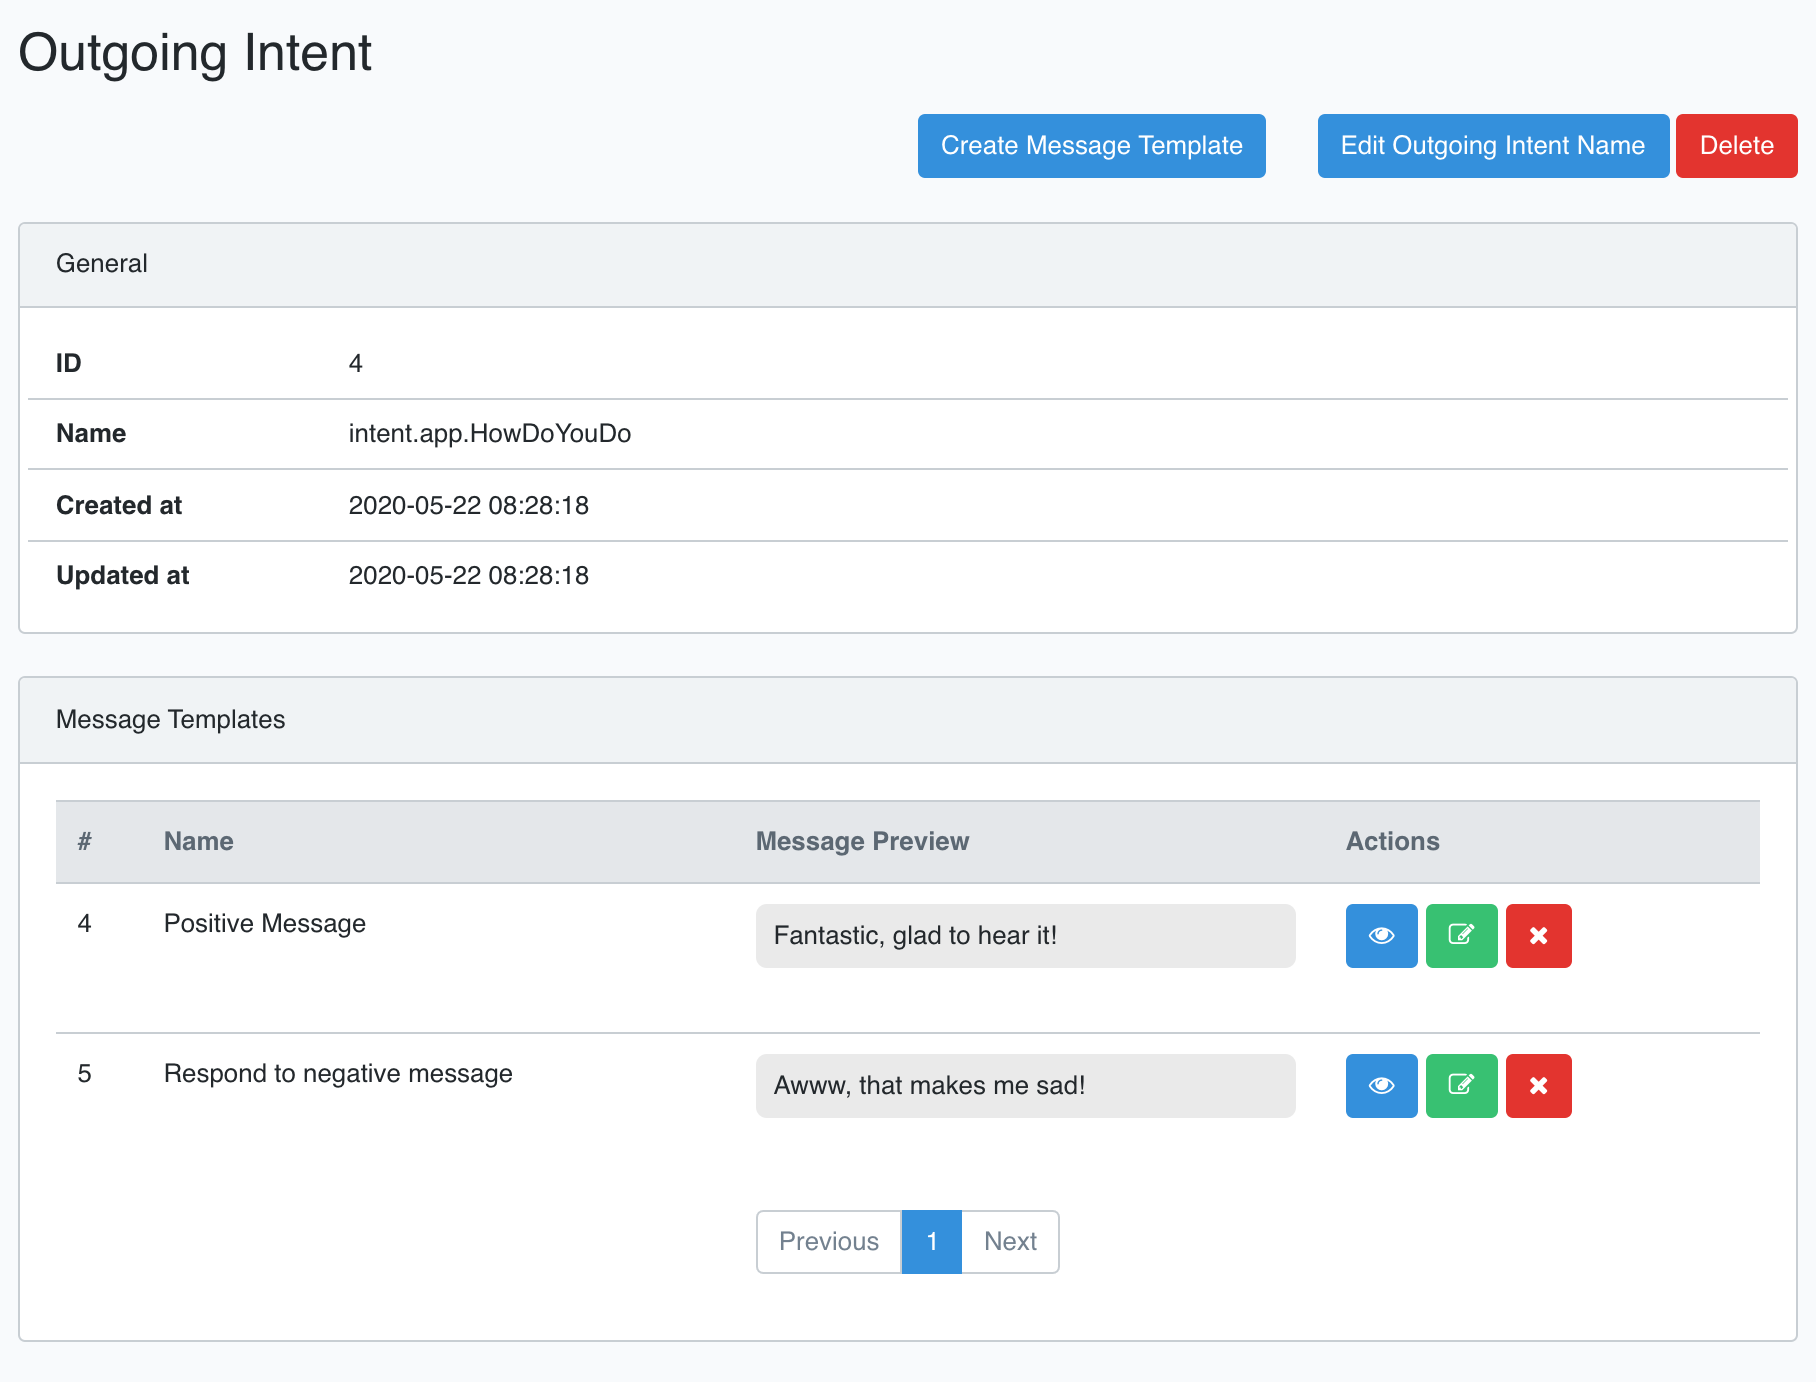 Outgoing Intent
Create Message Template Edit Outgoing Intent Name Delete
General
ID 4
Name intent.app.HowDoYouDo
Created at 2020-05-22 08:28:18
Updated at 2020-05-22 08:28:18
Message Templates
# Name Message Preview Actions
4 Positive Message Fantastic, glad to hear it!
5 Respond to negative message Awww, that makes me sad!
Previous 1 Next